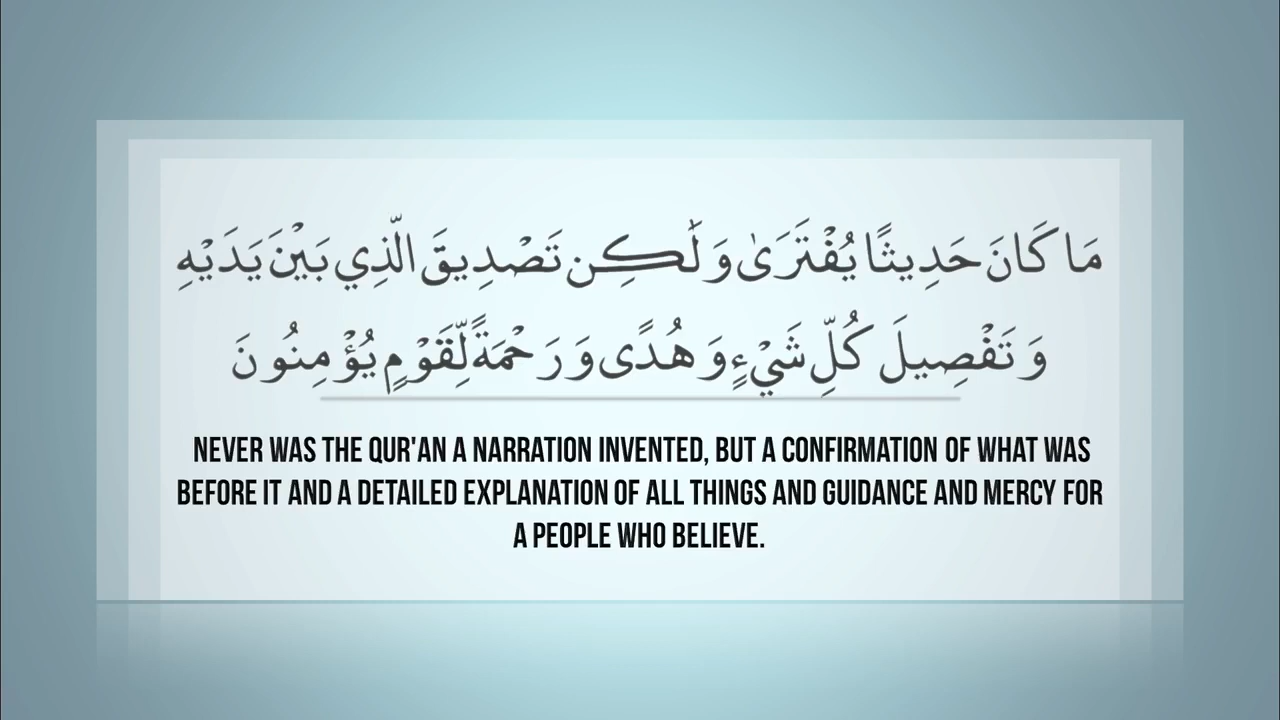 مَا كَانَ حَدِيثًا يُفْتَرَىٰ وَلَٰكِن تَصْدِيقَ الَّذِي بَيْنَ يَدَيْهِ
وَتَفْصِيلَ كُلِّ شَيْءٍ وَهُدًى وَرَحْمَةً لِّقَوْمٍ يُؤْمِنُونَ
NEVER WAS THE QUR'AN A NARRATION INVENTED, BUT A CONFIRMATION OF WHAT WAS
BEFORE IT AND A DETAILED EXPLANATION OF ALL THINGS AND GUIDANCE AND MERCY FOR
A PEOPLE WHO BELIEVE.